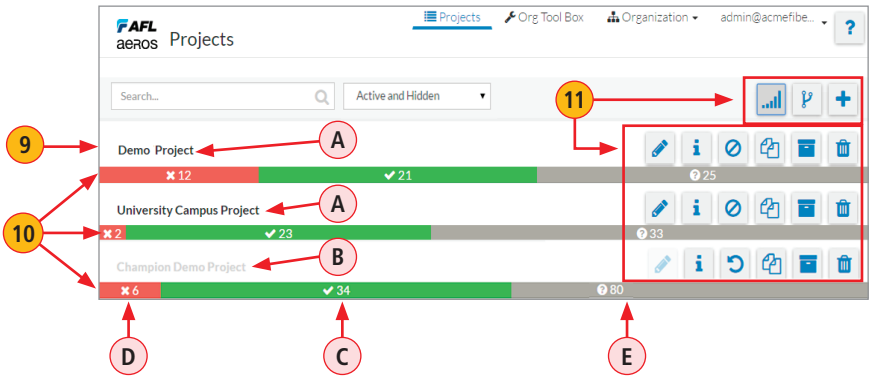 AFL
aeROS
Projects
Projects
Org Tool Box
Organization
admin@acmefibe...
?
Search...
Active and Hidden
11
9
Demo Project
A
i
12
21
? 25
University Campus Project
A
i
10
2
23
? 33
Champion Demo Project
B
i
6
34
? 80
D
C
E